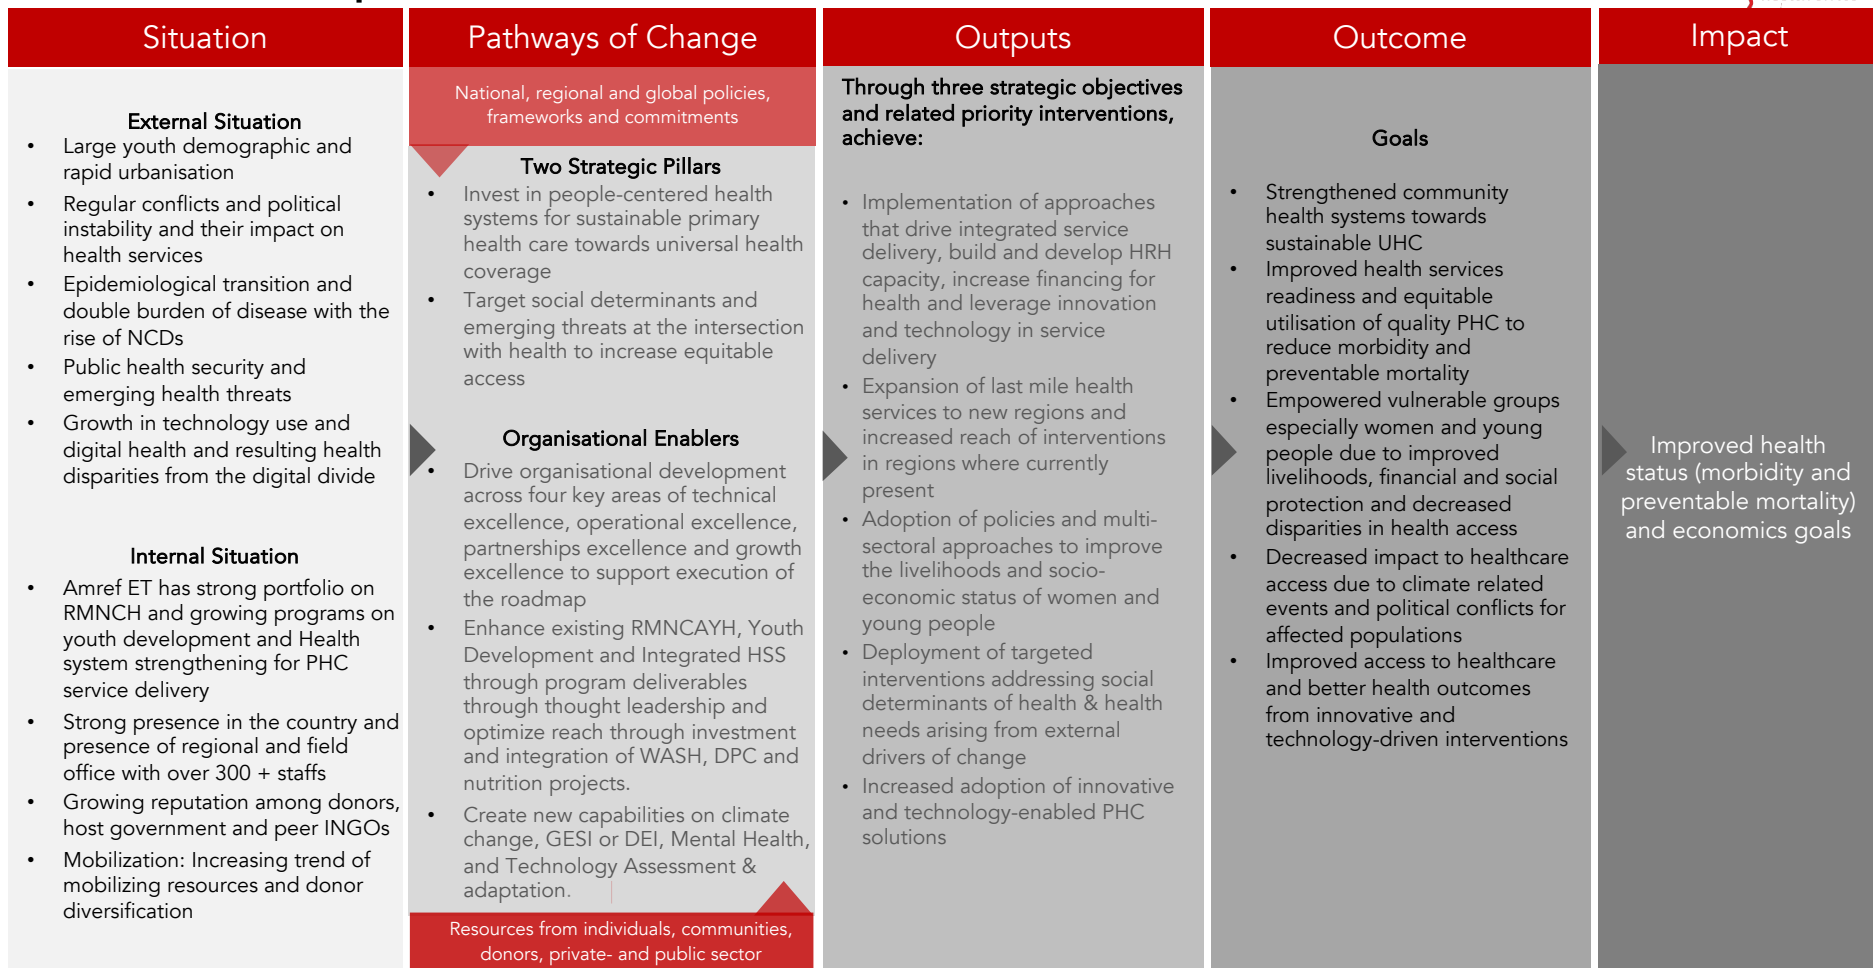 Situation
External Situation
• Large youth demographic and
rapid urbanisation
• Regular conflicts and political
instability and their impact on
health services
• Epidemiological transition and
double burden of disease with the
rise of NCDs
• Public health security and
emerging health threats
• Growth in technology use and
digital health and resulting health
disparities from the digital divide
Internal Situation
• Amref ET has strong portfolio on
RMNCH and growing programs on
youth development and Health
system strengthening for PHC
service delivery
• Strong presence in the country and
presence of regional and field
office with over 300 + staffs
• Growing reputation among donors,
host government and peer INGOs
• Mobilization: Increasing trend of
mobilizing resources and donor
diversification
Pathways of Change
National, regional and global policies,
frameworks and commitments
Two Strategic Pillars
• Invest in people-centered health
systems for sustainable primary
health care towards universal health
coverage
• Target social determinants and
emerging threats at the intersection
with health to increase equitable
access
Organisational Enablers
• Drive organisational development
across four key areas of technical
excellence, operational excellence,
partnerships excellence and growth
excellence to support execution of
the roadmap
• Enhance existing RMNCAYH, Youth
Development and Integrated HSS
through program deliverables
through thought leadership and
optimize reach through investment
and integration of WASH, DPC and
nutrition projects.
• Create new capabilities on climate
change, GESI or DEI, Mental Health,
and Technology Assessment &
adaptation.
Resources from individuals, communities,
donors, private- and public sector
Outputs
Through three strategic objectives
and related priority interventions,
achieve:
• Implementation of approaches
that drive integrated service
delivery, build and develop HRH
capacity, increase financing for
health and leverage innovation
and technology in service
delivery
• Expansion of last mile health
services to new regions and
increased reach of interventions
in regions where currently
present
• Adoption of policies and multi-
sectoral approaches to improve
the livelihoods and socio-
economic status of women and
young people
• Deployment of targeted
interventions addressing social
determinants of health & health
needs arising from external
drivers of change
• Increased adoption of innovative
and technology-enabled PHC
solutions
Outcome
Goals
• Strengthened community
health systems towards
sustainable UHC
• Improved health services
readiness and equitable
utilisation of quality PHC to
reduce morbidity and
preventable mortality
• Empowered vulnerable groups
especially women and young
people due to improved
livelihoods, financial and social
protection and decreased
disparities in health access
• Decreased impact to healthcare
access due to climate related
events and political conflicts for
affected populations
• Improved access to healthcare
and better health outcomes
from innovative and
technology-driven interventions
Impact
Improved health
status (morbidity and
preventable mortality)
and economics goals